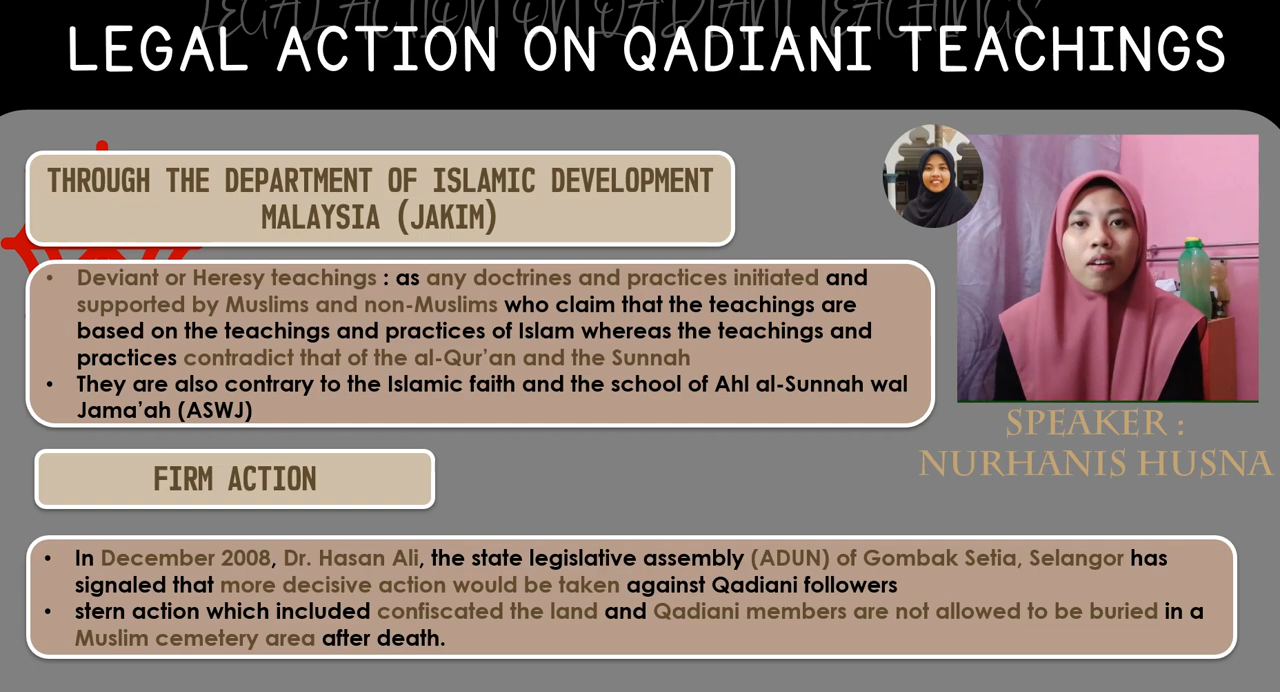 LEGAL ACTION ON QADIANI TEACHINGS
LEGAL ACTION ON QADIANI TEACHINGS
THROUGH THE DEPARTMENT OF ISLAMIC DEVELOPMENT
MALAYSIA (JAKIM)
• Deviant or Heresy teachings : as any doctrines and practices initiated and
supported by Muslims and non-Muslims who claim that the teachings are
based on the teachings and practices of Islam whereas the teachings and
practices contradict that of the al-Qur'an and the Sunnah
• They are also contrary to the Islamic faith and the school of Ahl al-Sunnah wal
Jama'ah (ASWJ)
SPEAKER :
NURHANIS HUSNA
FIRM ACTION
• In December 2008, Dr. Hasan Ali, the state legislative assembly (ADUN) of Gombak Setia, Selangor has
signaled that more decisive action would be taken against Qadiani followers
• stern action which included confiscated the land and Qadiani members are not allowed to be buried in a
Muslim cemetery area after death.